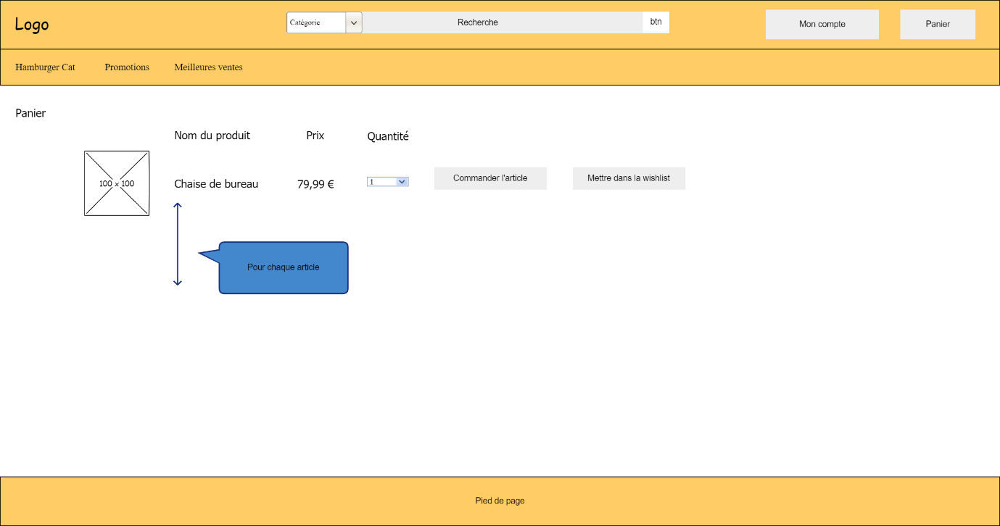 Logo
Catégorie
Recherche
btn
Mon compte
Panier
Hamburger Cat
Promotions
Meilleures ventes
Panier
Nom du produit
Prix
Quantité
100 × 100
Chaise de bureau
79,99 €
1
Commander l'article
Mettre dans la wishlist
Pour chaque article
Pied de page